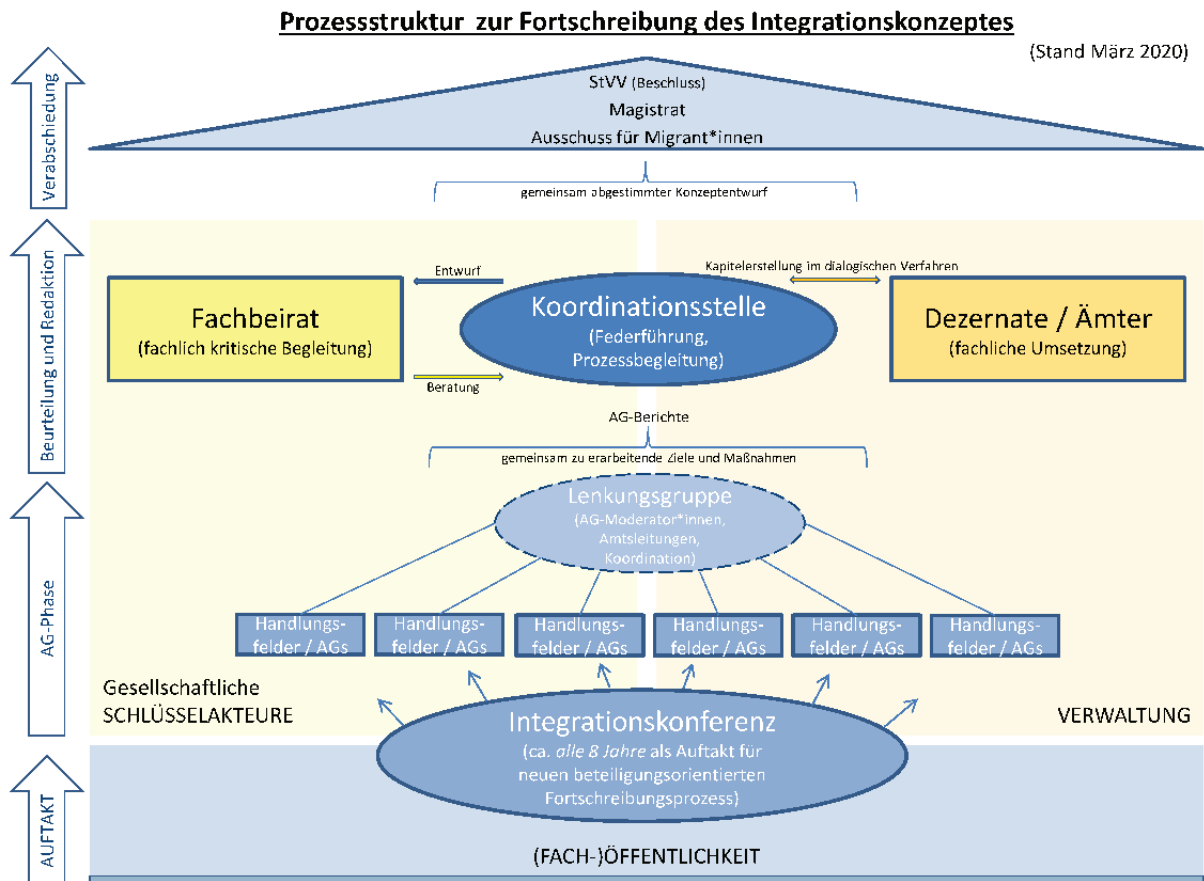 Prozessstruktur zur Fortschreibung des Integrationskonzeptes
(Stand März 2020)
Verabschiedung
StVV (Beschluss)
Magistrat
Ausschuss für Migrant*innen
gemeinsam abgestimmter Konzeptentwurf
Beurteilung und Redaktion
Fachbeirat
(fachlich kritische Begleitung)
Entwurf
Beratung
Koordinationsstelle
(Federführung,
Prozessbegleitung)
Kapitelerstellung im dialogischen Verfahren
Dezernate / Ämter
(fachliche Umsetzung)
AG-Berichte
gemeinsam zu erarbeitende Ziele und Maßnahmen
AG-Phase
Lenkungsgruppe
(AG-Moderator*innen,
Amtsleitungen,
Koordination)
Handlungs-
felder / AGs
Handlungs-
felder / AGs
Handlungs-
felder / AGs
Handlungs-
felder / AGs
Handlungs-
felder / AGs
Handlungs-
felder / AGs
Gesellschaftliche
SCHLÜSSELAKTEURE
VERWALTUNG
Integrationskonferenz
(ca. alle 8 Jahre als Auftakt für
neuen beteiligungsorientierten
Fortschreibungsprozess)
AUFTAKT
(FACH-)ÖFFENTLICHKEIT